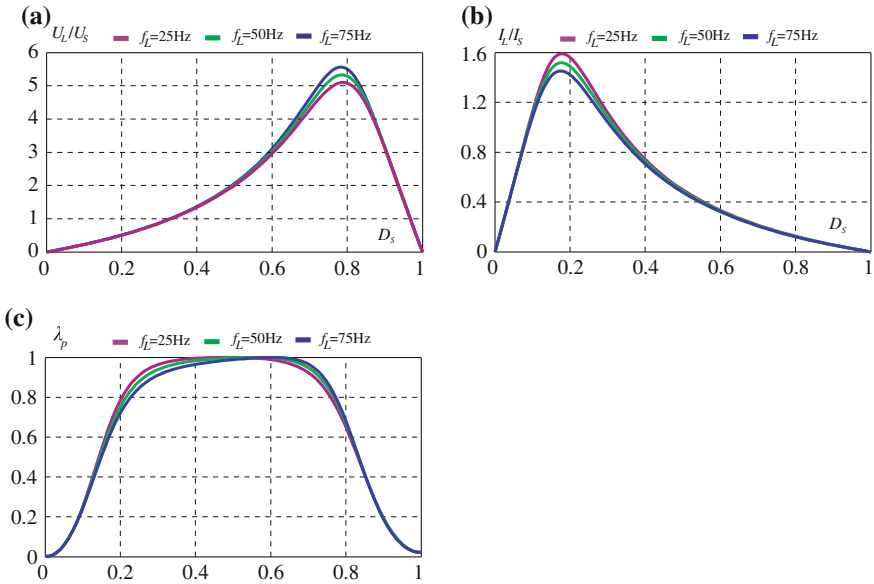 (a) U_L/U_S f_L=25Hz f_L=50Hz f_L=75Hz
6
5
4
3
2
1
0
D_s
0 0.2 0.4 0.6 0.8 1
(b) I_L/I_S f_L=25Hz f_L=50Hz f_L=75Hz
1.6
1.2
0.8
0.4
0
D_s
0 0.2 0.4 0.6 0.8 1
(c) λ_p f_L=25Hz f_L=50Hz f_L=75Hz
1
0.8
0.6
0.4
0.2
0
0 0.2 0.4 0.6 0.8 1